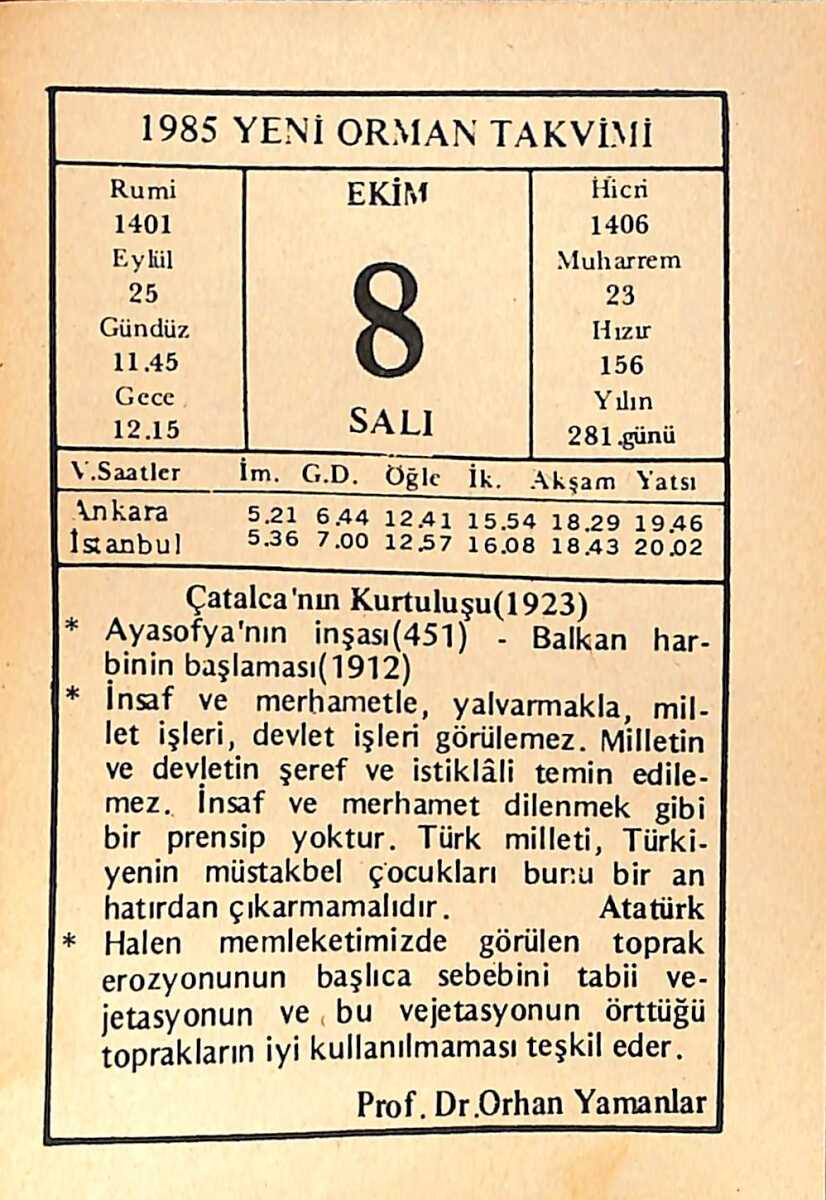 1985 YENİ ORMAN TAKVİMİ
Rumi
1401
Eylül
25
Gündüz
11.45
Gece
12.15
EKİM
8
SALI
Hicri
1406
Muharrem
23
Hızır
156
Yılın
281.günü
V.Saatler İm. G.D. Öğle İk. Akşam Yatsı
Ankara 5.21 6.44 12.41 15.54 18.29 19.46
İstanbul 5.36 7.00 12.57 16.08 18.43 20.02
Çatalca'nın Kurtuluşu(1923)
* Ayasofya'nın inşası(451) - Balkan har-
binin başlaması(1912)
* İnsaf ve merhametle, yalvarmakla, mil-
let işleri, devlet işleri görülemez. Milletin
ve devletin şeref ve istiklâli temin edile-
mez. İnsaf ve merhamet dilenmek gibi
bir prensip yoktur. Türk milleti, Türki-
yenin müstakbel çocukları bunu bir an
hatırdan çıkarmamalıdır. Atatürk
* Halen memleketimizde görülen toprak
erozyonunun başlıca sebebini tabii ve-
jetasyonun ve bu vejetasyonun örttüğü
toprakların iyi kullanılmaması teşkil eder.
Prof. Dr.Orhan Yamanlar